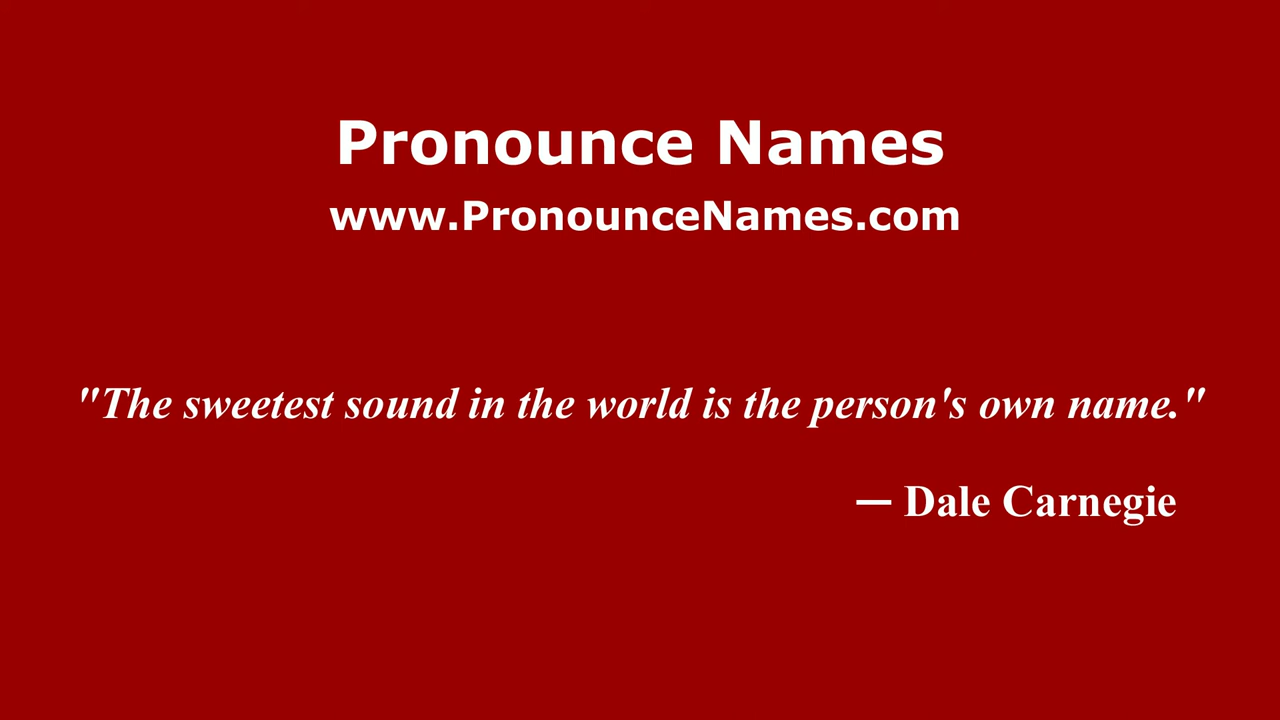 Pronounce Names
www.PronounceNames.com
"The sweetest sound in the world is the person's own name."
— Dale Carnegie